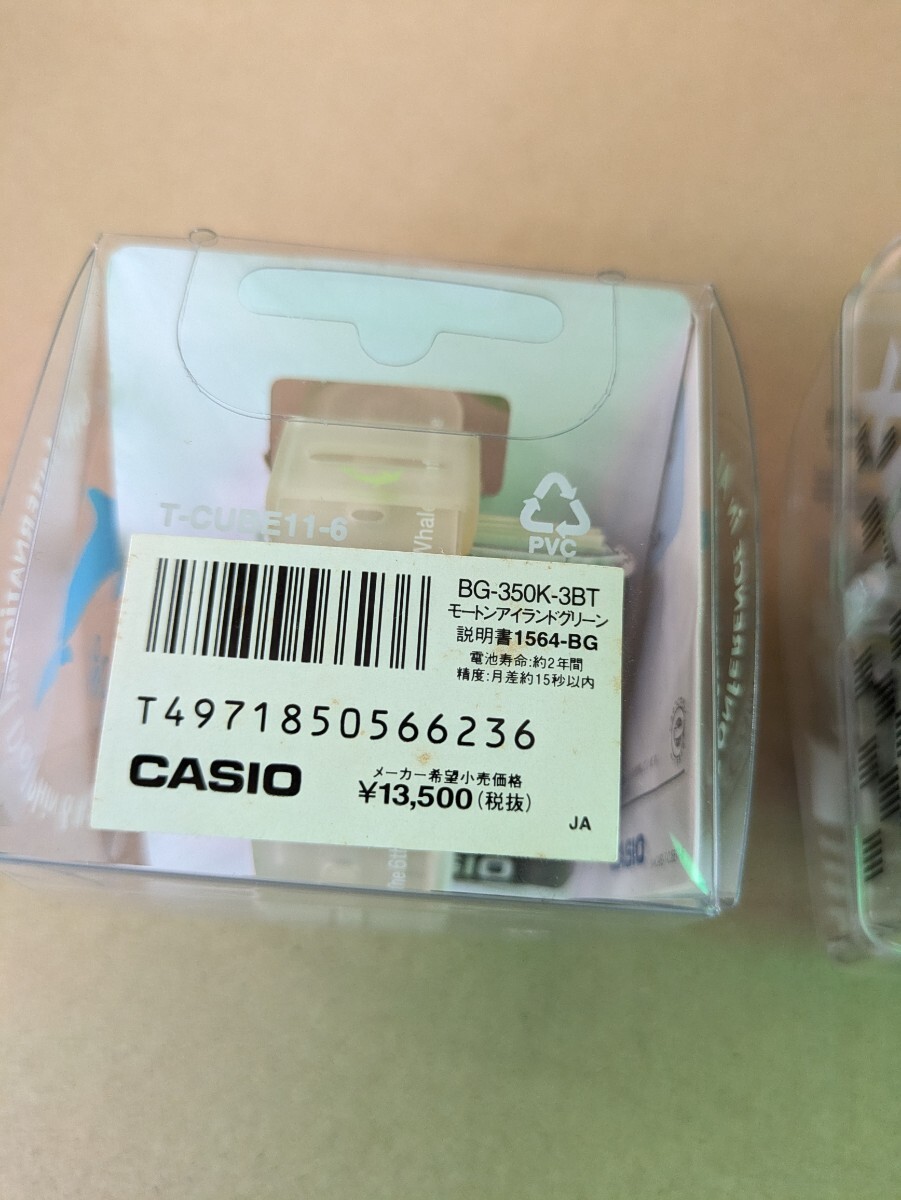 T-CUBE11-6
PVC
Whale
BG-350K-3BT
モートンアイランドグリーン
説明書1564-BG
電池寿命:約2年間
精度:月差約15秒以内
T4971850566236
CASIO
メーカー希望小売価格
¥13,500(税抜)
JA